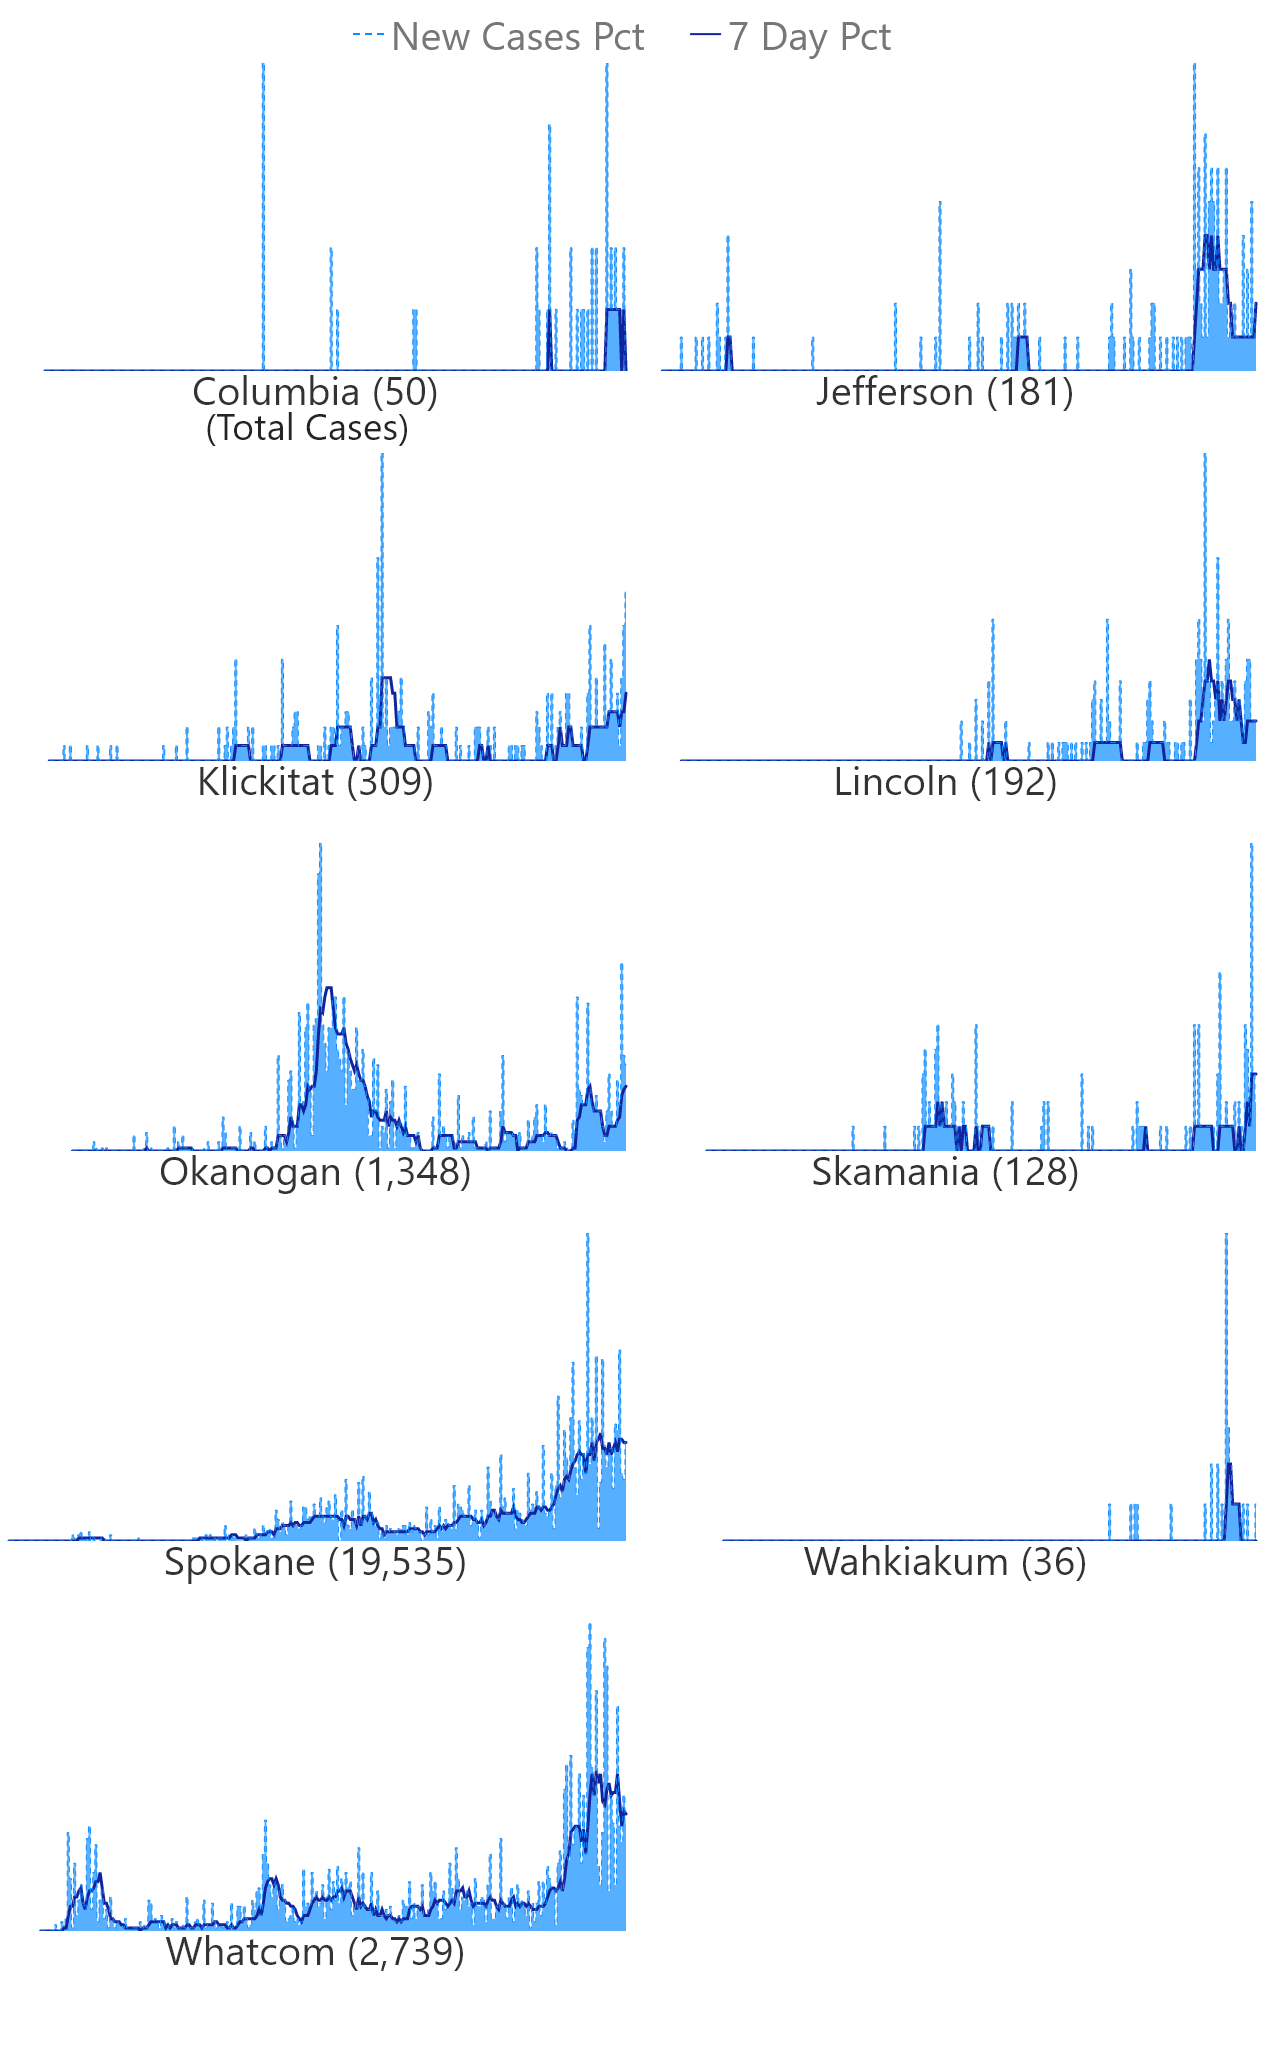 New Cases Pct 7 Day Pct
Columbia (50) Jefferson (181)
(Total Cases)
Klickitat (309) Lincoln (192)
Okanogan (1,348) Skamania (128)
Spokane (19,535) Wahkiakum (36)
Whatcom (2,739)